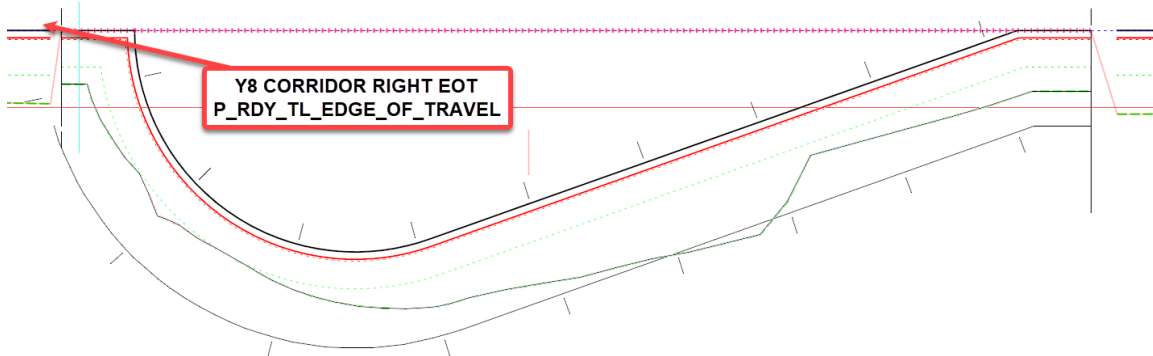 Y8 CORRIDOR RIGHT EOT
P_RDY_TL_EDGE_OF_TRAVEL